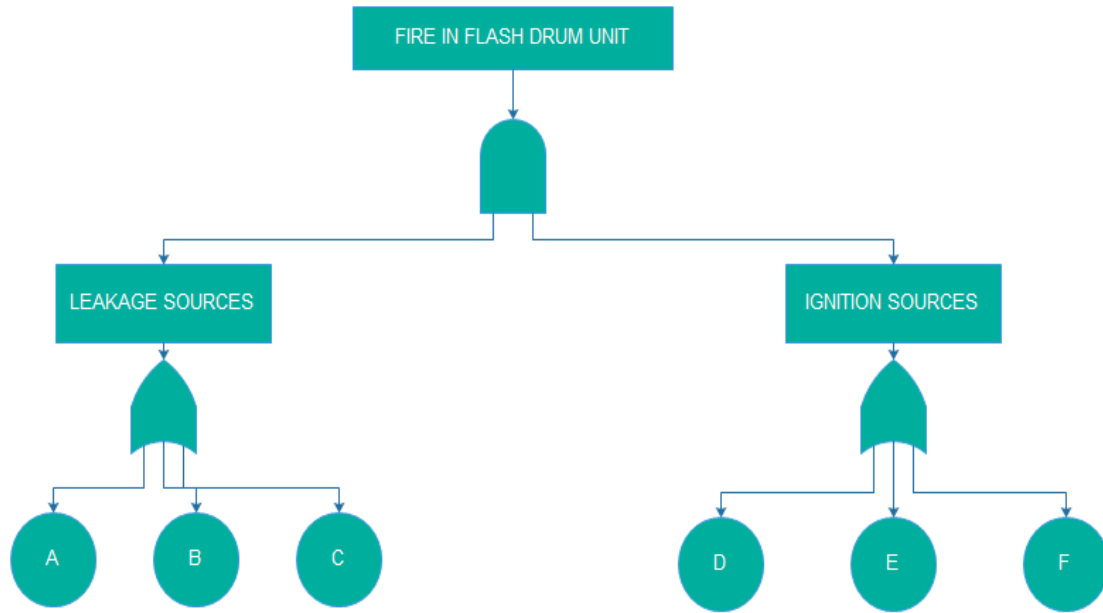 FIRE IN FLASH DRUM UNIT
LEAKAGE SOURCES
IGNITION SOURCES
A
B
C
D
E
F